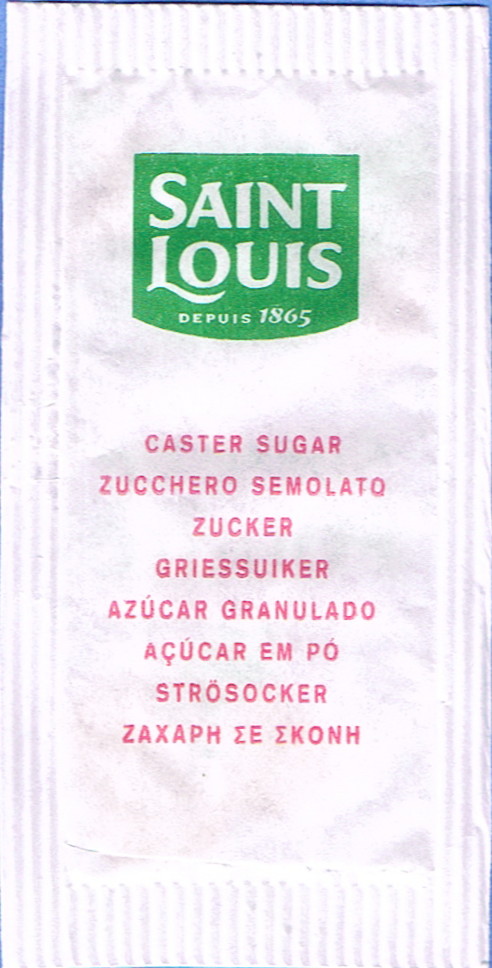 SAINT
LOUIS
DEPUIS 1865
CASTER SUGAR
ZUCCHERO SEMOLATO
ZUCKER
GRIESSUIKER
AZÚCAR GRANULADO
AÇÚCAR EM PÓ
STRÖSOCKER
ΖΑΧΑΡΗ ΣΕ ΣΚΟΝΗ